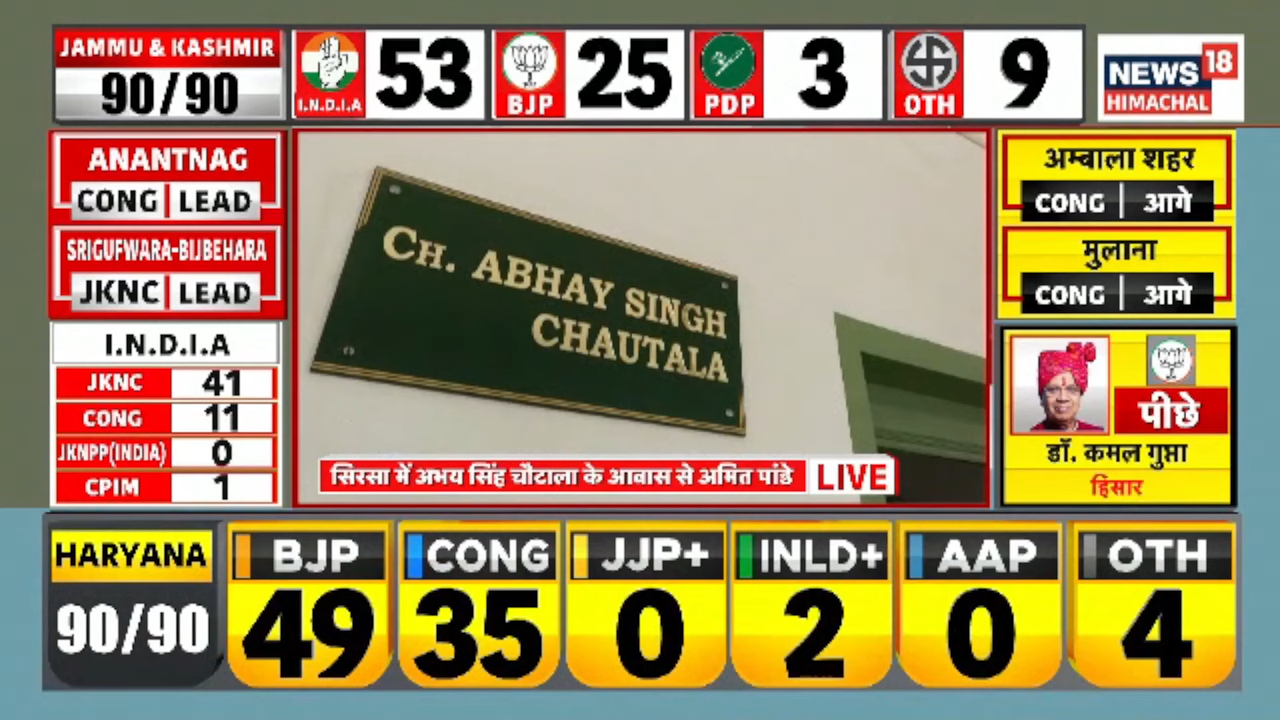 JAMMU & KASHMIR
90/90
I.N.D.I.A
53
BJP
25
PDP
3
OTH
9
NEWS 18
HIMACHAL
ANANTNAG
CONG | LEAD
SRIGUFWARA-BIJBEHARA
JKNC | LEAD
I.N.D.I.A
JKNC 41
CONG 11
JKNPP(INDIA) 0
CPIM 1
CH. ABHAY SINGH
CHAUTALA
सिरसा में अभय सिंह चौटाला के आवास से अमित पांडे LIVE
अम्बाला शहर
CONG | आगे
मुलाना
CONG | आगे
पीछे
डॉ. कमल गुप्ता
हिसार
HARYANA
90/90
BJP
49
CONG
35
JJP+
0
INLD+
2
AAP
0
OTH
4